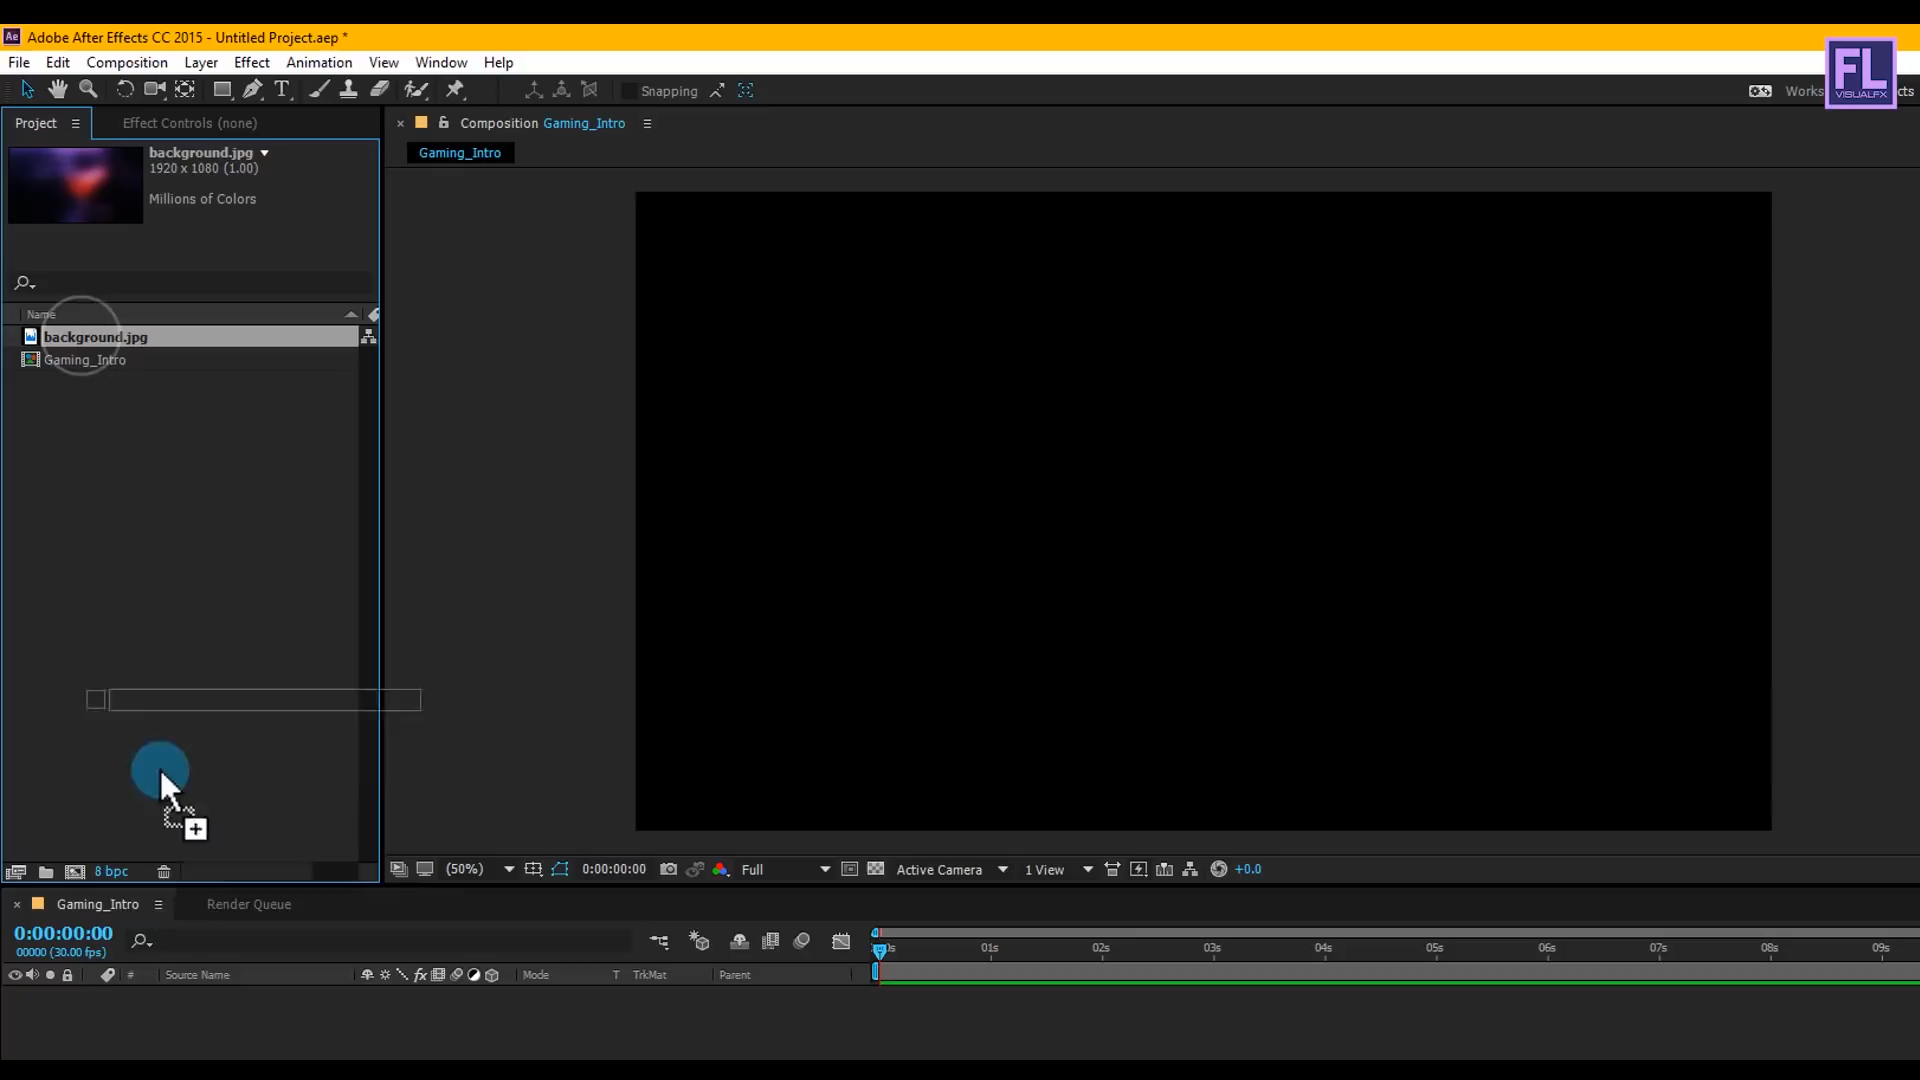 Adobe After Effects CC 2015 - Untitled Project.aep *
File Edit Composition Layer Effect Animation View Window Help
Snapping
Works
cts
FL
VISUALFX
Project
Effect Controls (none)
background.jpg
1920 x 1080 (1.00)
Millions of Colors
Name
background.jpg
Gaming_Intro
8 bpc
Composition Gaming_Intro
Gaming_Intro
(50%) 0:00:00:00 Full Active Camera 1 View +0.0
Gaming_Intro
Render Queue
0:00:00:00
00000 (30.00 fps)
# Source Name fx Mode T TrkMat Parent
0s 01s 02s 03s 04s 05s 06s 07s 08s 09s